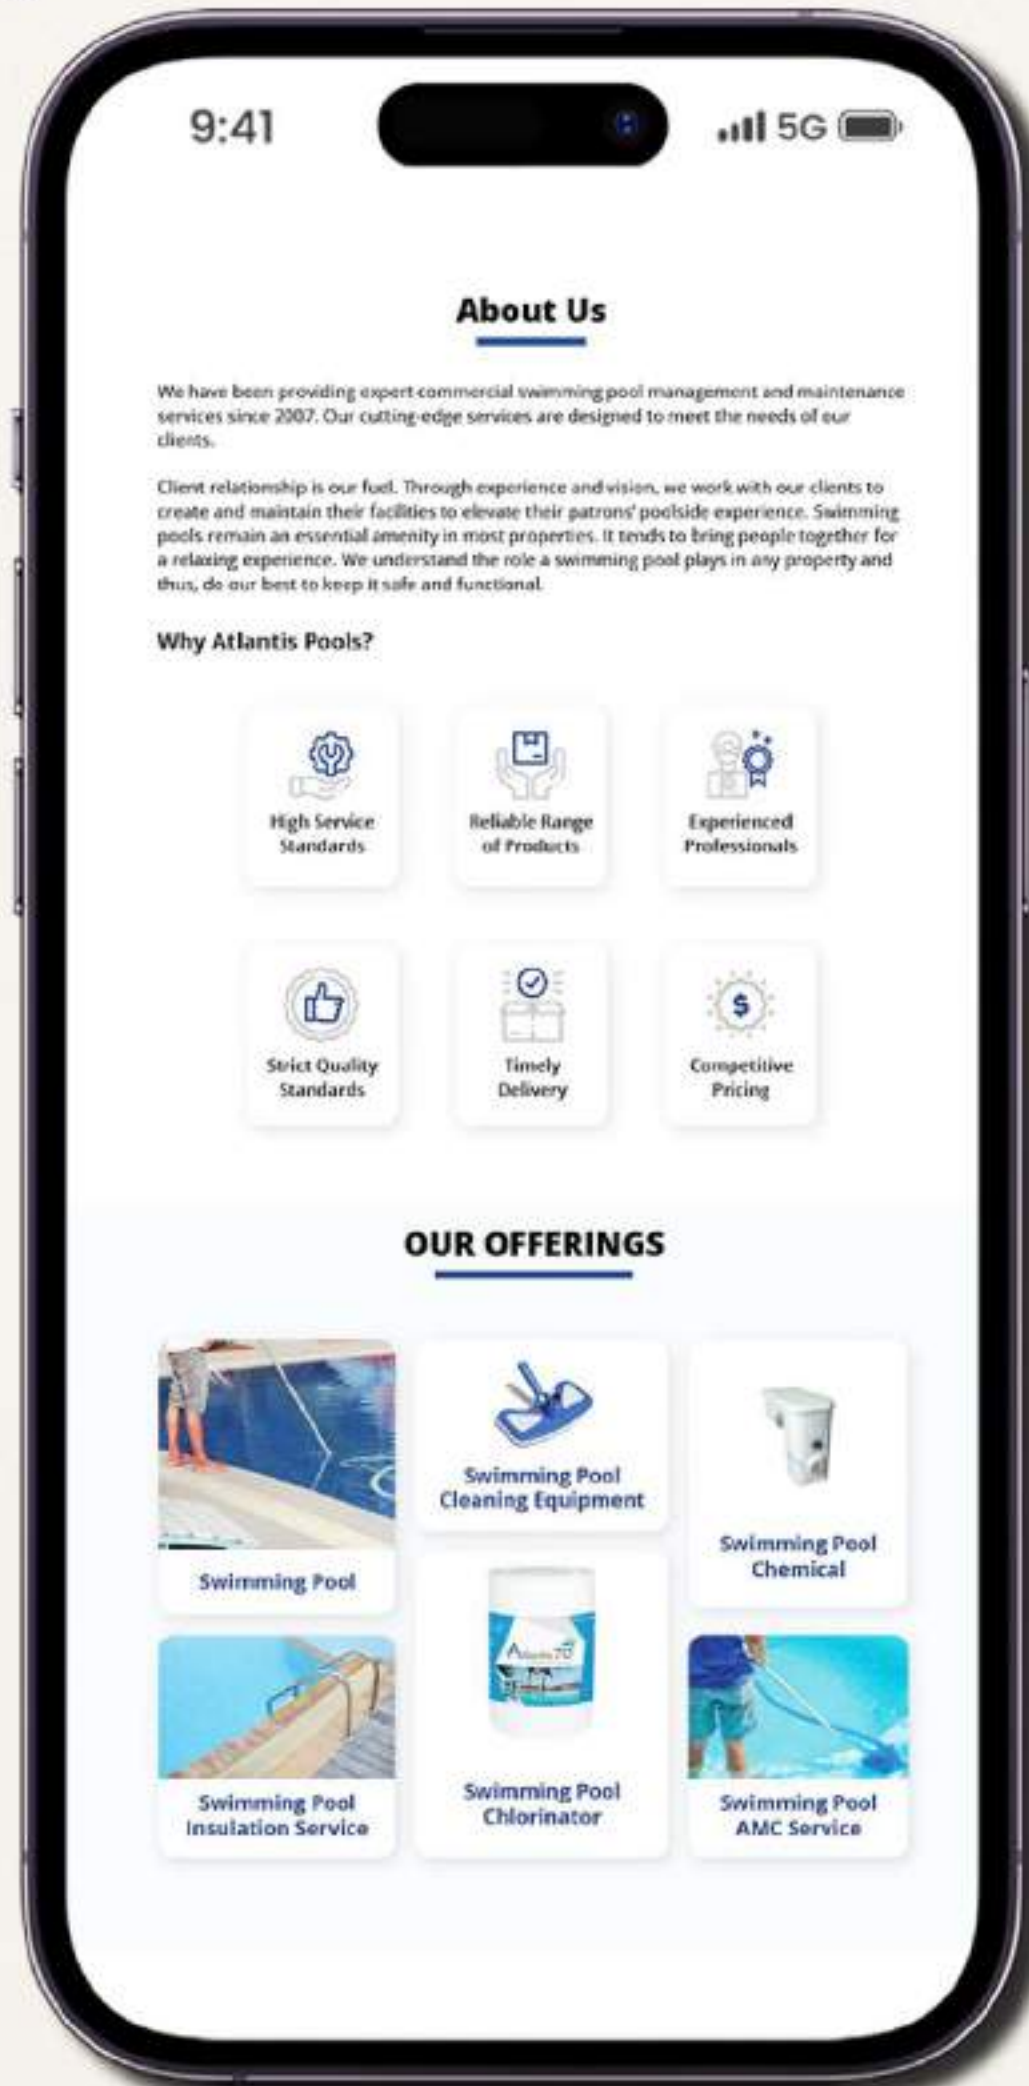 9:41
5G
About Us
We have been providing expert commercial swimming pool management and maintenance
services since 2007. Our cutting-edge services are designed to meet the needs of our
clients.
Client relationship is our fuel. Through experience and vision, we work with our clients to
create and maintain their facilities to elevate their patrons' poolside experience. Swimming
pools remain an essential amenity in most properties. It tends to bring people together for
a relaxing experience. We understand the role a swimming pool plays in any property and
thus, do our best to keep it safe and functional.
Why Atlantis Pools?
High Service
Standards
Reliable Range
of Products
Experienced
Professionals
Strict Quality
Standards
Timely
Delivery
$
Competitive
Pricing
OUR OFFERINGS
Swimming Pool
Swimming Pool
Cleaning Equipment
Swimming Pool
Chemical
Swimming Pool
Insulation Service
Atlantis 70
Swimming Pool
Chlorinator
Swimming Pool
AMC Service